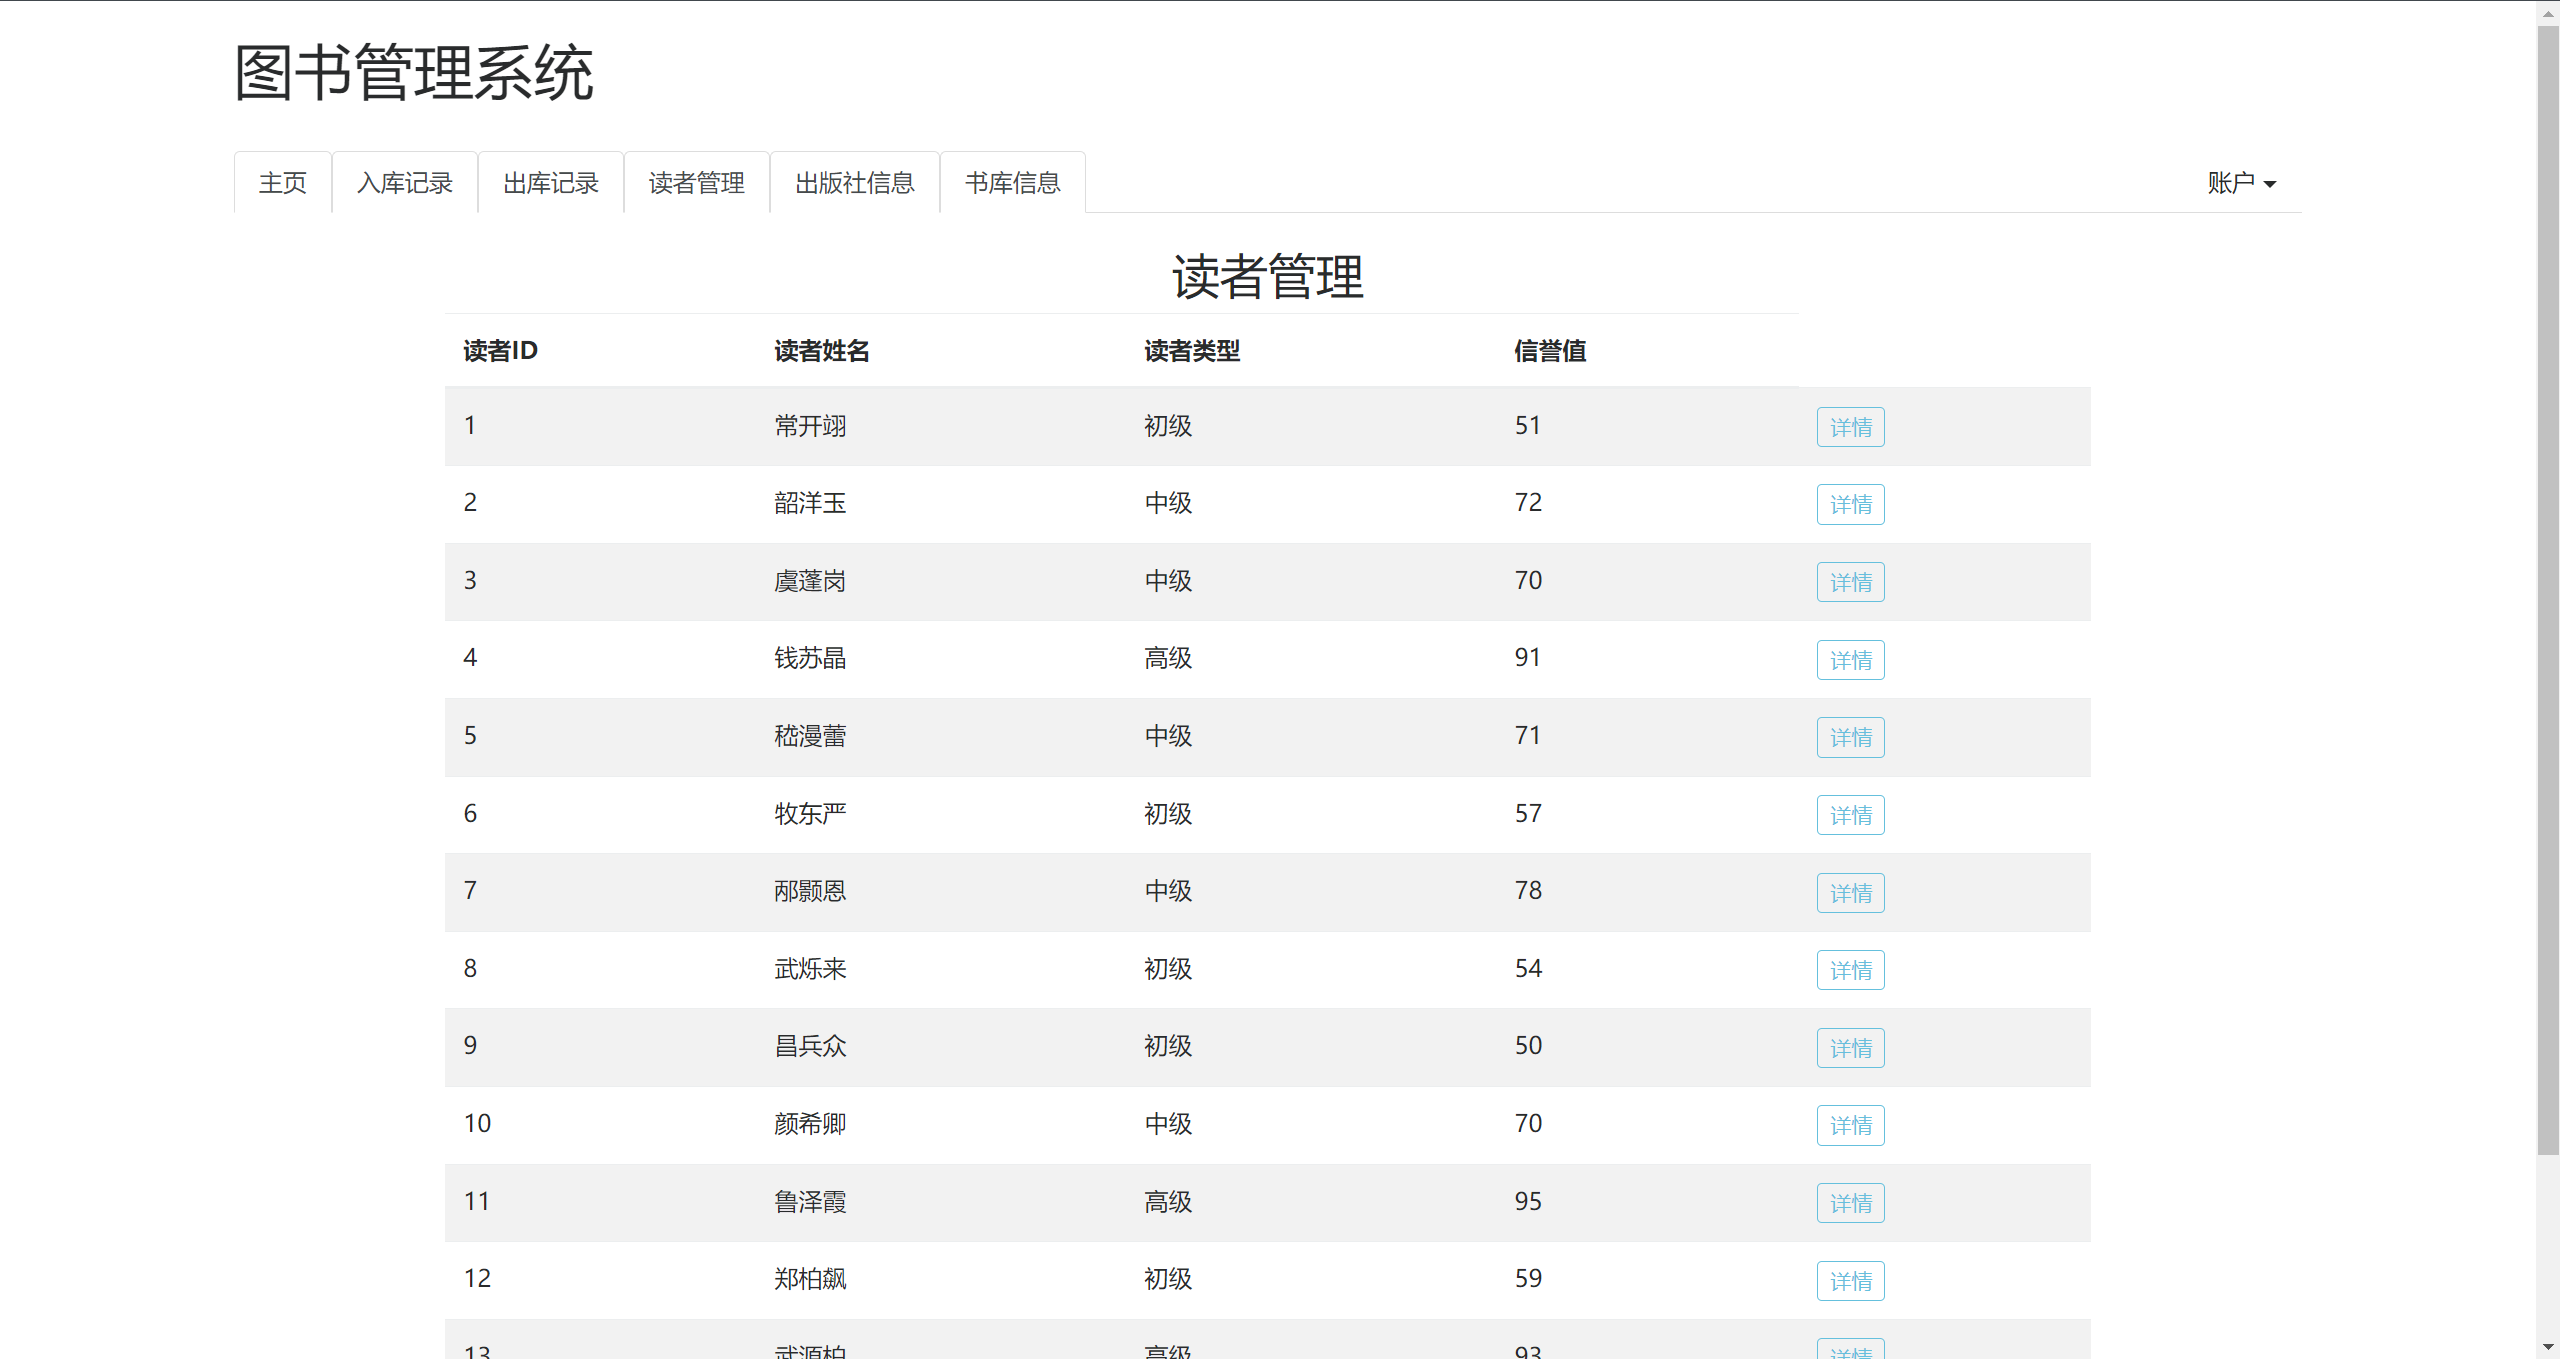 图书管理系统
主页 入库记录 出库记录 读者管理 出版社信息 书库信息 账户
读者管理
读者ID 读者姓名 读者类型 信誉值
1 常开翊 初级 51 详情
2 韶洋玉 中级 72 详情
3 虞蓬岗 中级 70 详情
4 钱苏晶 高级 91 详情
5 嵇漫蕾 中级 71 详情
6 牧东严 初级 57 详情
7 邴颢恩 中级 78 详情
8 武烁来 初级 54 详情
9 昌兵众 初级 50 详情
10 颜希卿 中级 70 详情
11 鲁泽霞 高级 95 详情
12 郑柏飙 初级 59 详情
13 武源柏 高级 93 详情